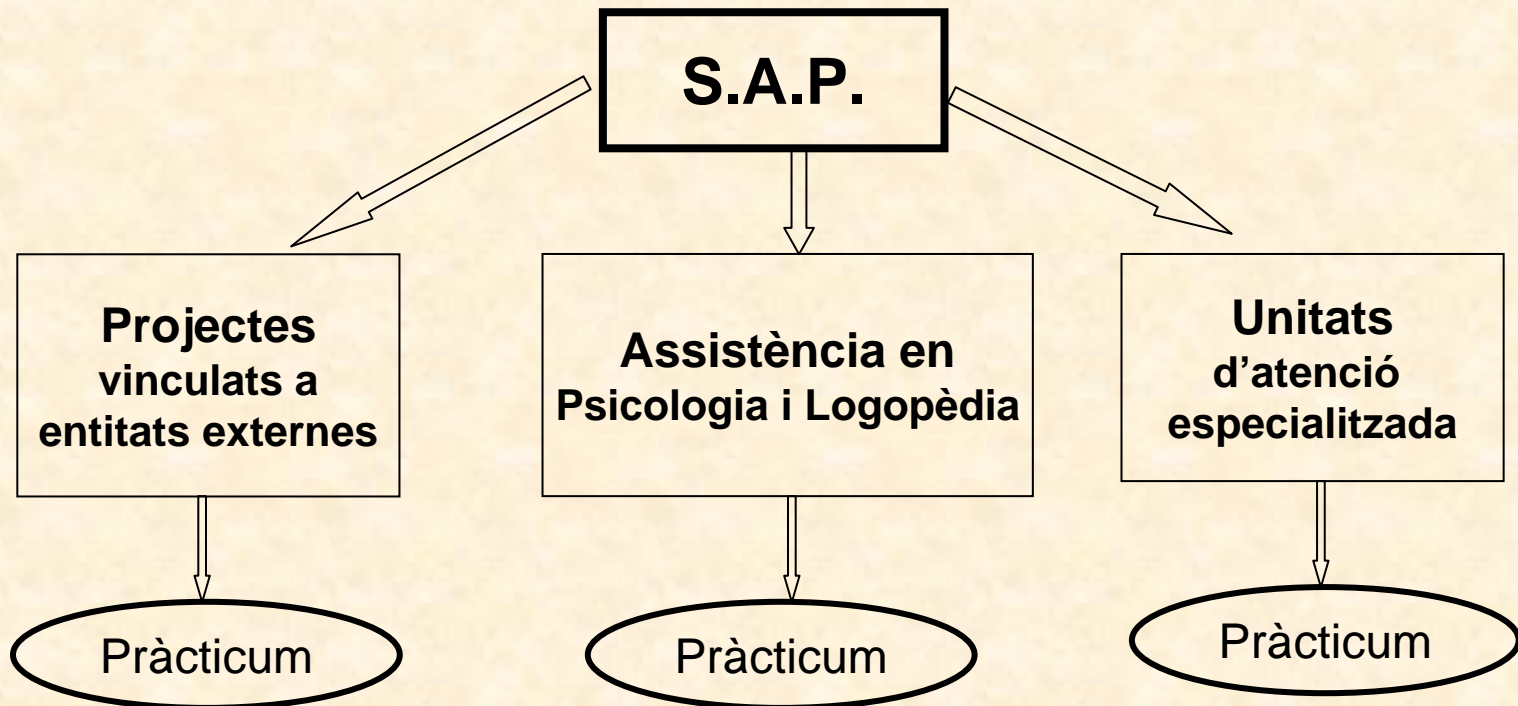 S.A.P.
Projectes
vinculats a
entitats externes
Assistència en
Psicologia i Logopèdia
Unitats
d’atenció
especialitzada
Pràcticum
Pràcticum
Pràcticum